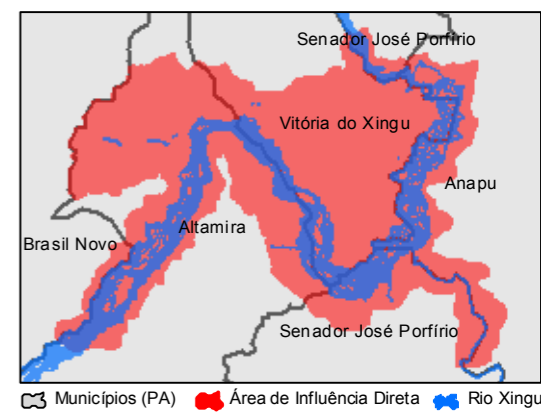 Senador José Porfírio
Vitória do Xingu
Anapu
Altamira
Brasil Novo
Senador José Porfírio
Municípios (PA) Área de Influência Direta Rio Xingu